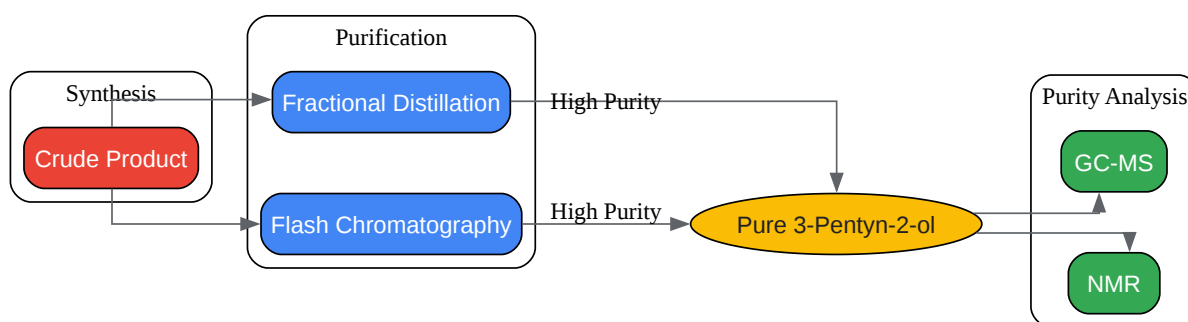 Synthesis
Crude Product
Purification
Fractional Distillation
High Purity
Flash Chromatography
High Purity
Pure 3-Pentyn-2-ol
Purity Analysis
GC-MS
NMR